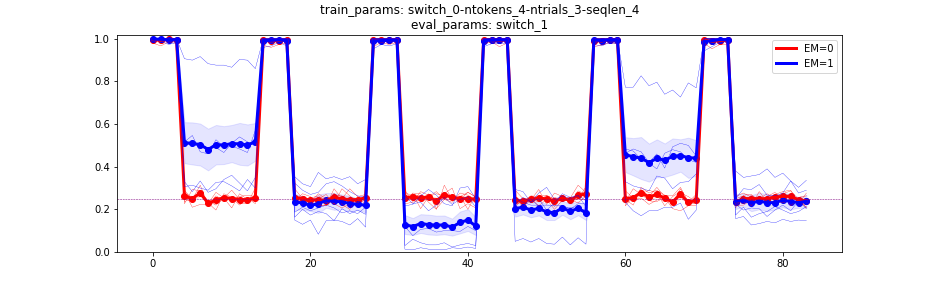 train_params: switch_0-ntokens_4-ntrials_3-seqlen_4
eval_params: switch_1
1.0
0.8
0.6
0.4
0.2
0.0
EM=0
EM=1
0
20
40
60
80